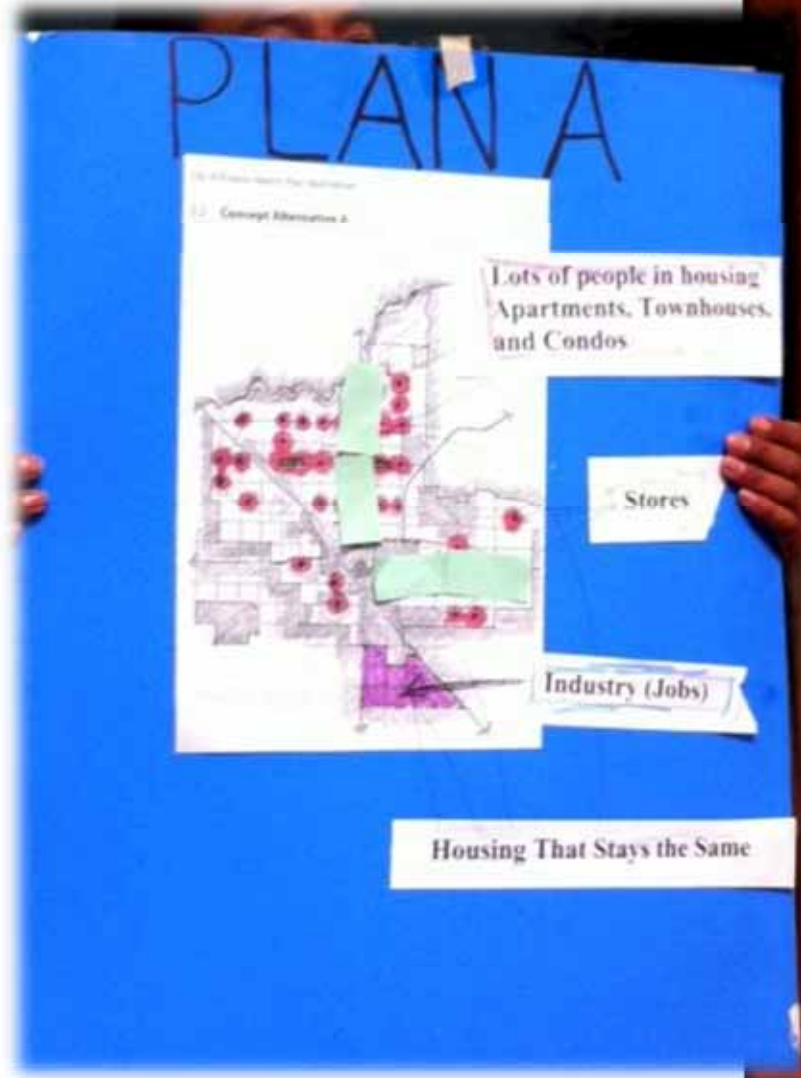 PLAN A
Concept Alternative A
Lots of people in housing
Apartments, Townhouses,
and Condos
Stores
Industry (Jobs)
Housing That Stays the Same